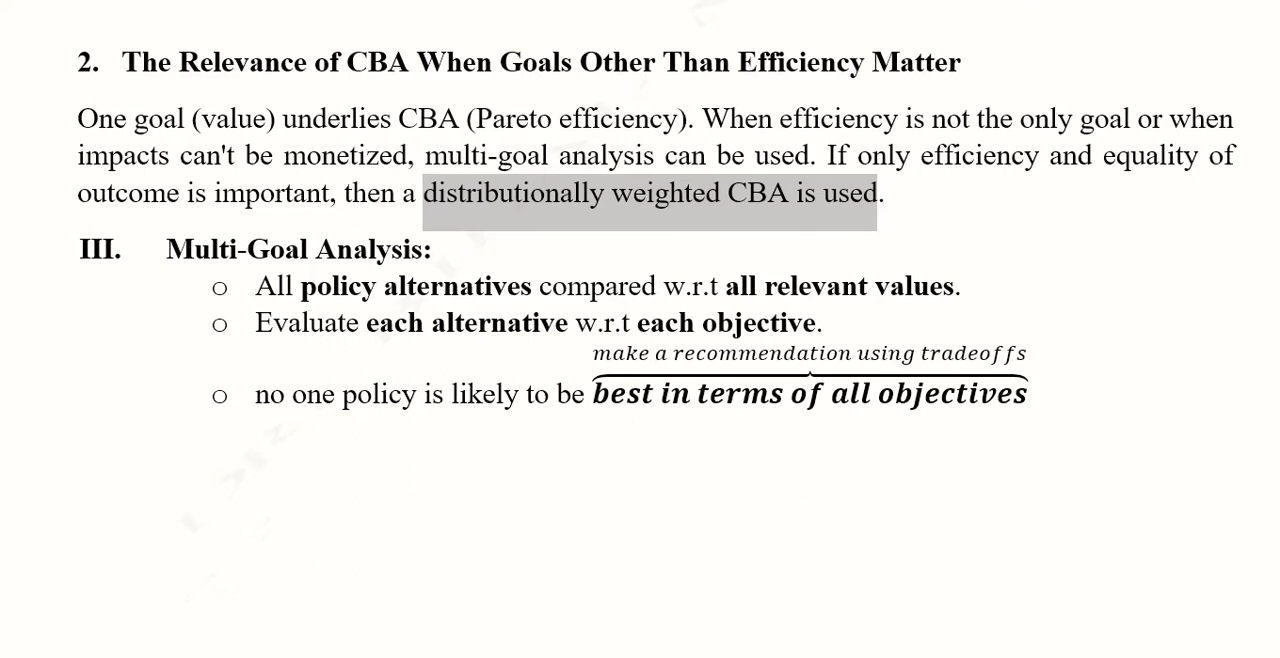 2. The Relevance of CBA When Goals Other Than Efficiency Matter
One goal (value) underlies CBA (Pareto efficiency). When efficiency is not the only goal or when
impacts can't be monetized, multi-goal analysis can be used. If only efficiency and equality of
outcome is important, then a distributionally weighted CBA is used.
III. Multi-Goal Analysis:
o All policy alternatives compared w.r.t all relevant values.
o Evaluate each alternative w.r.t each objective.
make a recommendation using tradeoffs
o no one policy is likely to be best in terms of all objectives